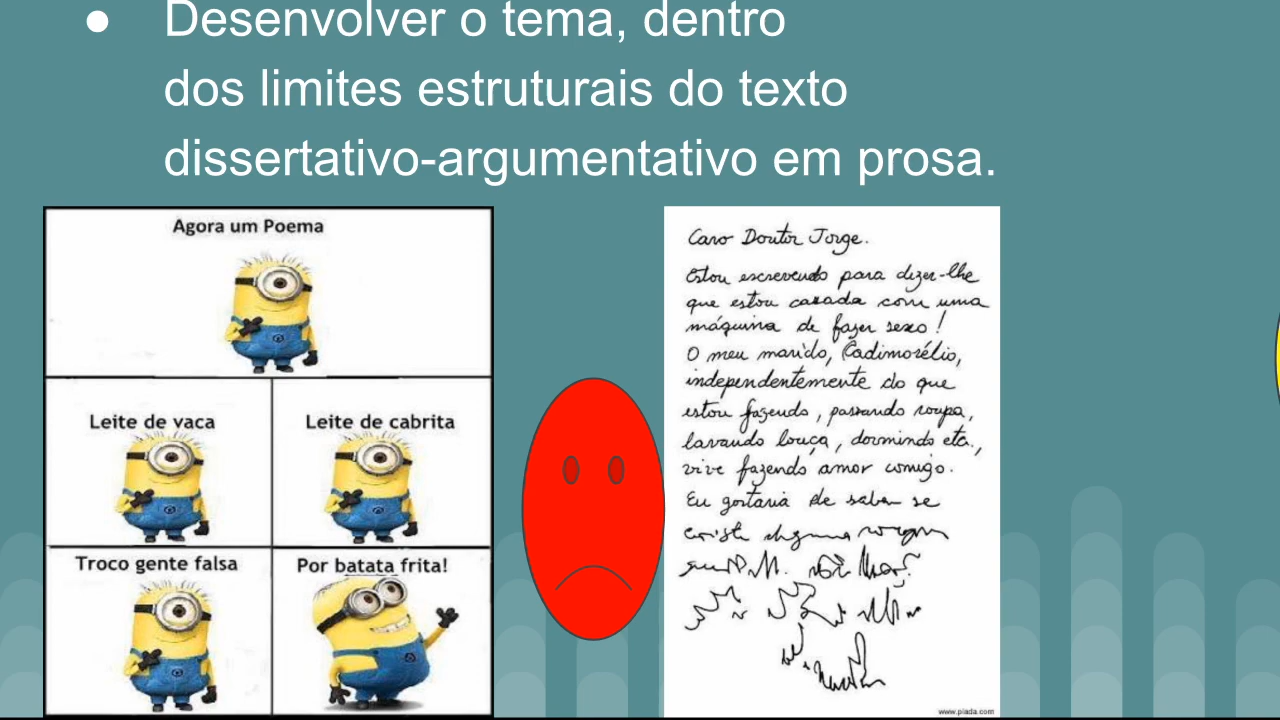 ● Desenvolver o tema, dentro
dos limites estruturais do texto
dissertativo-argumentativo em prosa.
Agora um Poema
Leite de vaca
Leite de cabrita
Troco gente falsa
Por batata frita!
Caro Doutor Jorge.
Estou escrevendo para dizer-lhe
que estou casada com uma
máquina de fazer sexo!
O meu marido, Cadimorélio,
independentemente do que
estou fazendo, passando roupa,
lavando louça, dormindo etc.,
vive fazendo amor comigo.
Eu gostaria de saber se
existe alguma
www.piada.com